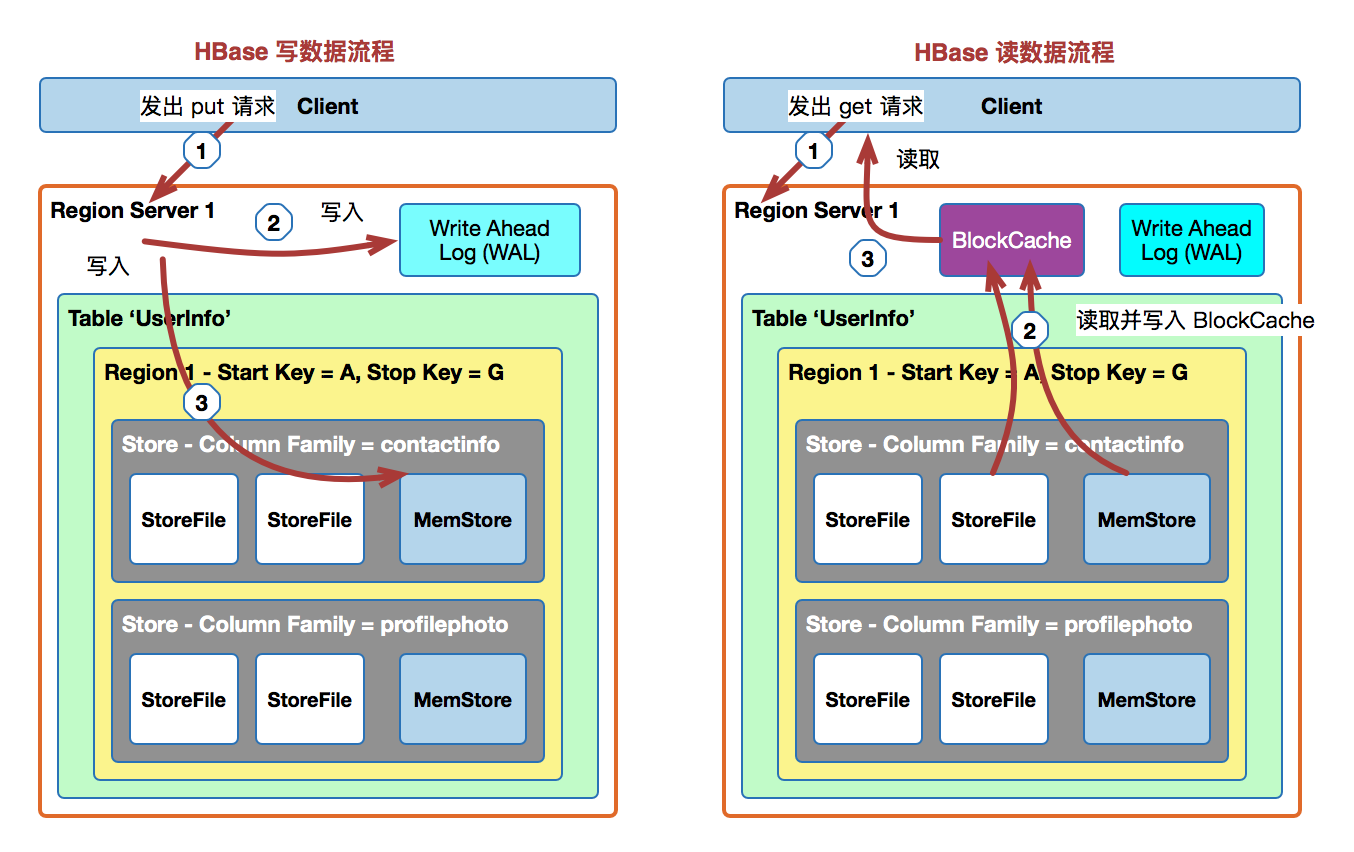 HBase 写数据流程
发出 put 请求 Client
1
Region Server 1
2
写入
Write Ahead
Log (WAL)
写入
Table ‘UserInfo’
Region 1 - Start Key = A, Stop Key = G
3
Store - Column Family = contactinfo
StoreFile StoreFile MemStore
Store - Column Family = profilephoto
StoreFile StoreFile MemStore
HBase 读数据流程
发出 get 请求 Client
1
读取
Region Server 1
BlockCache
Write Ahead
Log (WAL)
3
Table ‘UserInfo’
2
读取并写入 BlockCache
Region 1 - Start Key = A, Stop Key = G
Store - Column Family = contactinfo
StoreFile StoreFile MemStore
Store - Column Family = profilephoto
StoreFile StoreFile MemStore